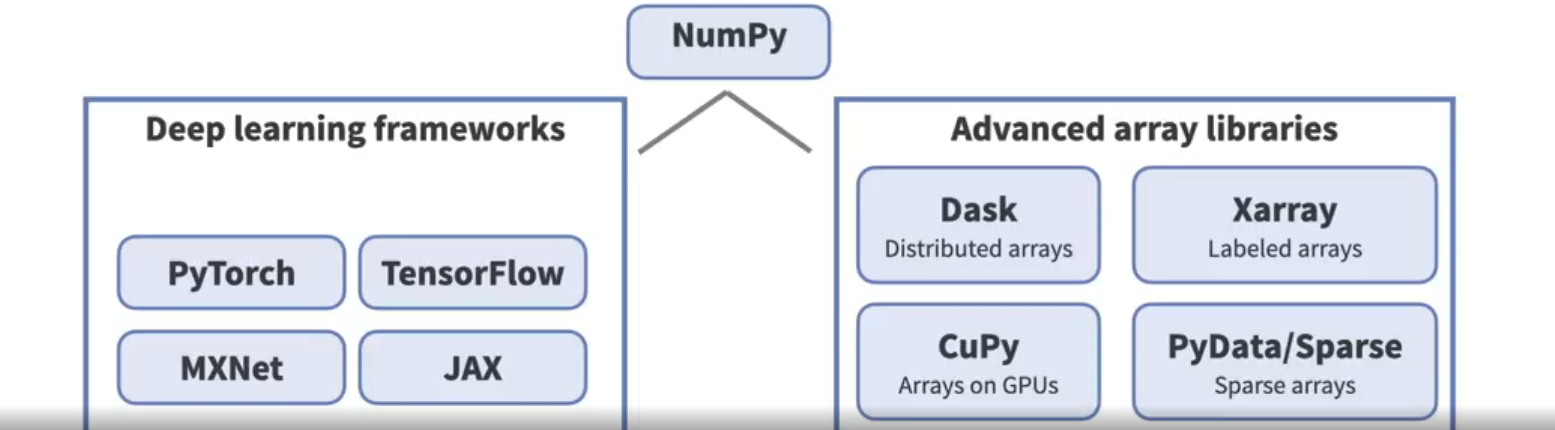 NumPy
Deep learning frameworks
PyTorch
TensorFlow
MXNet
JAX
Advanced array libraries
Dask
Distributed arrays
Xarray
Labeled arrays
CuPy
Arrays on GPUs
PyData/Sparse
Sparse arrays